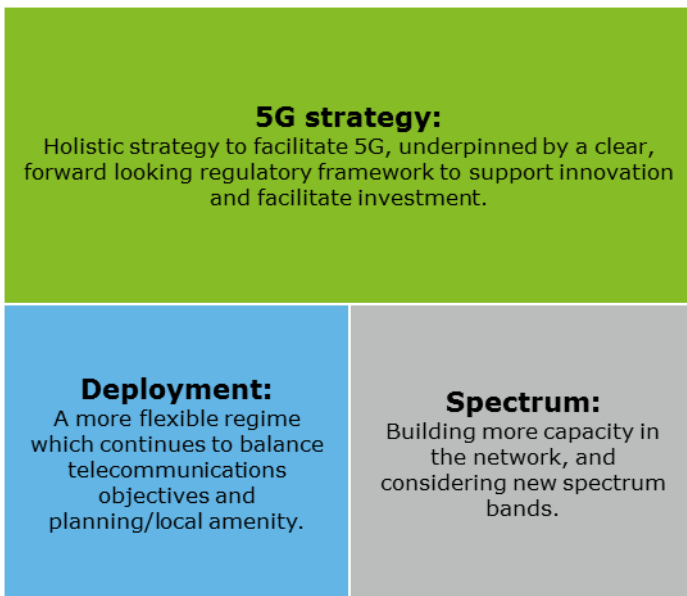 5G strategy:
Holistic strategy to facilitate 5G, underpinned by a clear,
forward looking regulatory framework to support innovation
and facilitate investment.
Deployment:
A more flexible regime
which continues to balance
telecommunications
objectives and
planning/local amenity.
Spectrum:
Building more capacity in
the network, and
considering new spectrum
bands.